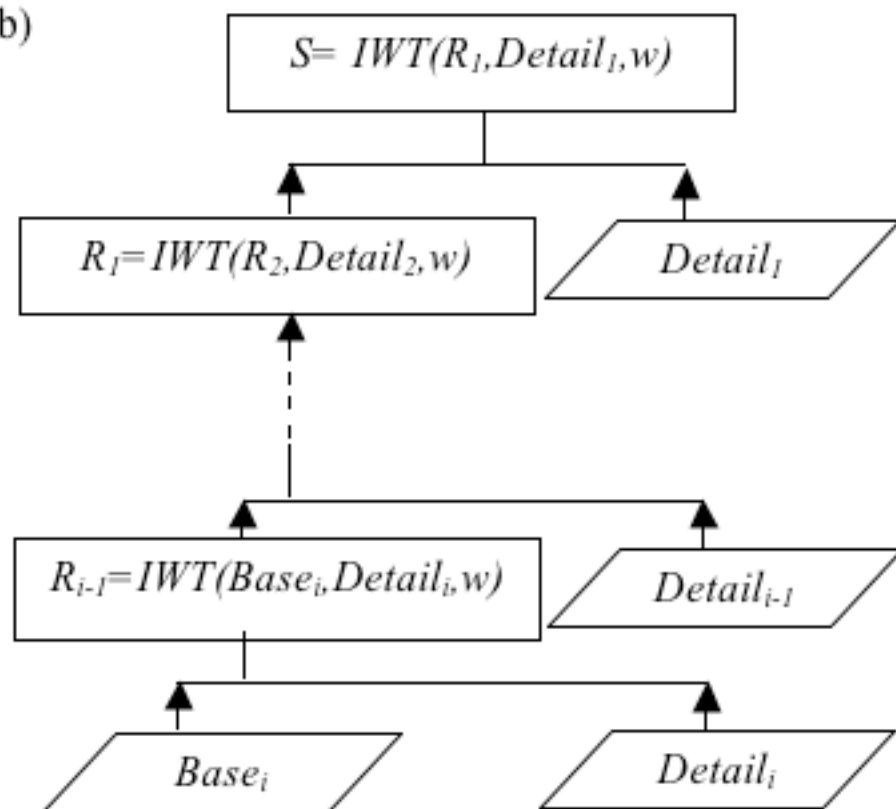 b)
S= IWT(R₁,Detail₁,w)
R₁=IWT(R₂,Detail₂,w)
Detail₁
Rᵢ₋₁=IWT(Baseᵢ,Detailᵢ,w)
Detailᵢ₋₁
Baseᵢ
Detailᵢ